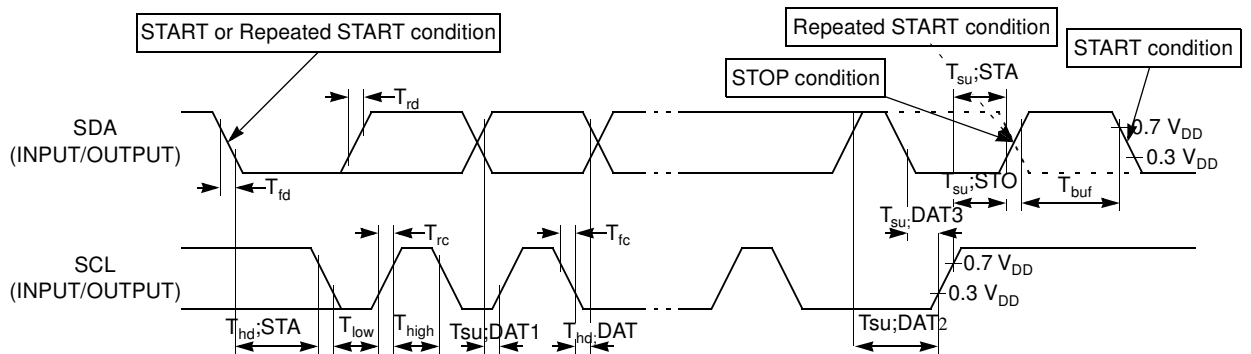 START or Repeated START condition
Repeated START condition
START condition
STOP condition
T_su;STA
T_rd
SDA
(INPUT/OUTPUT)
0.7 V_DD
0.3 V_DD
T_fd
T_su;STO
T_buf
T_su;DAT3
T_rc
T_fc
SCL
(INPUT/OUTPUT)
0.7 V_DD
0.3 V_DD
T_hd;STA
T_low
T_high
Tsu;DAT1
T_hd;DAT
Tsu;DAT2